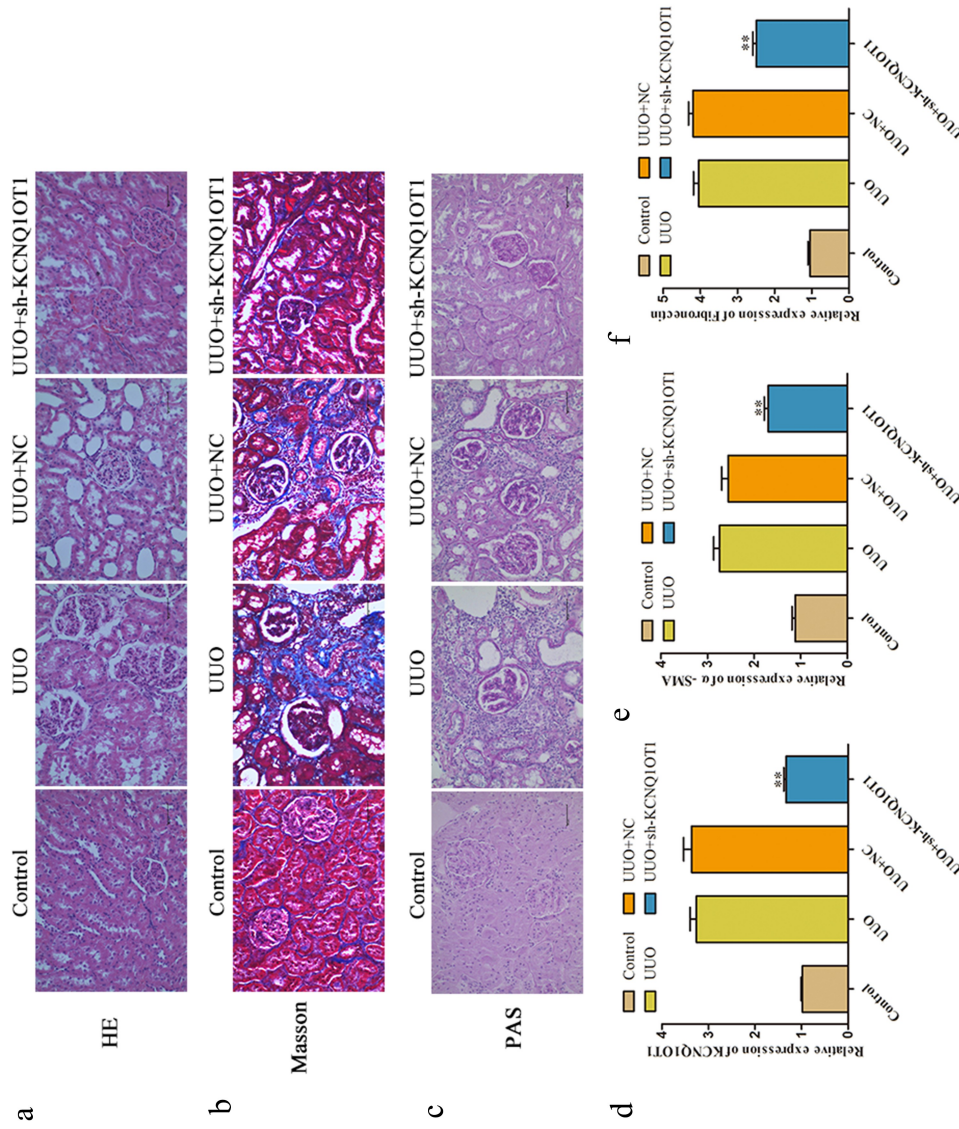 a
Control UUO UUO+NC UUO+sh-KCNQ1OT1
HE
b
Control UUO UUO+NC UUO+sh-KCNQ1OT1
Masson
c
Control UUO UUO+NC UUO+sh-KCNQ1OT1
PAS
d
Control UUO+NC
UUO UUO+sh-KCNQ1OT1
Relative expression of KCNQ1OT1
4
3
2
1
0
**
Control UUO UUO+NC UUO+sh-KCNQ1OT1
e
Control UUO+NC
UUO UUO+sh-KCNQ1OT1
Relative expression of α-SMA
4
3
2
1
0
**
Control UUO UUO+NC UUO+sh-KCNQ1OT1
f
Control UUO+NC
UUO UUO+sh-KCNQ1OT1
Relative expression of Fibronectin
5
4
3
2
1
0
**
Control UUO UUO+NC UUO+sh-KCNQ1OT1